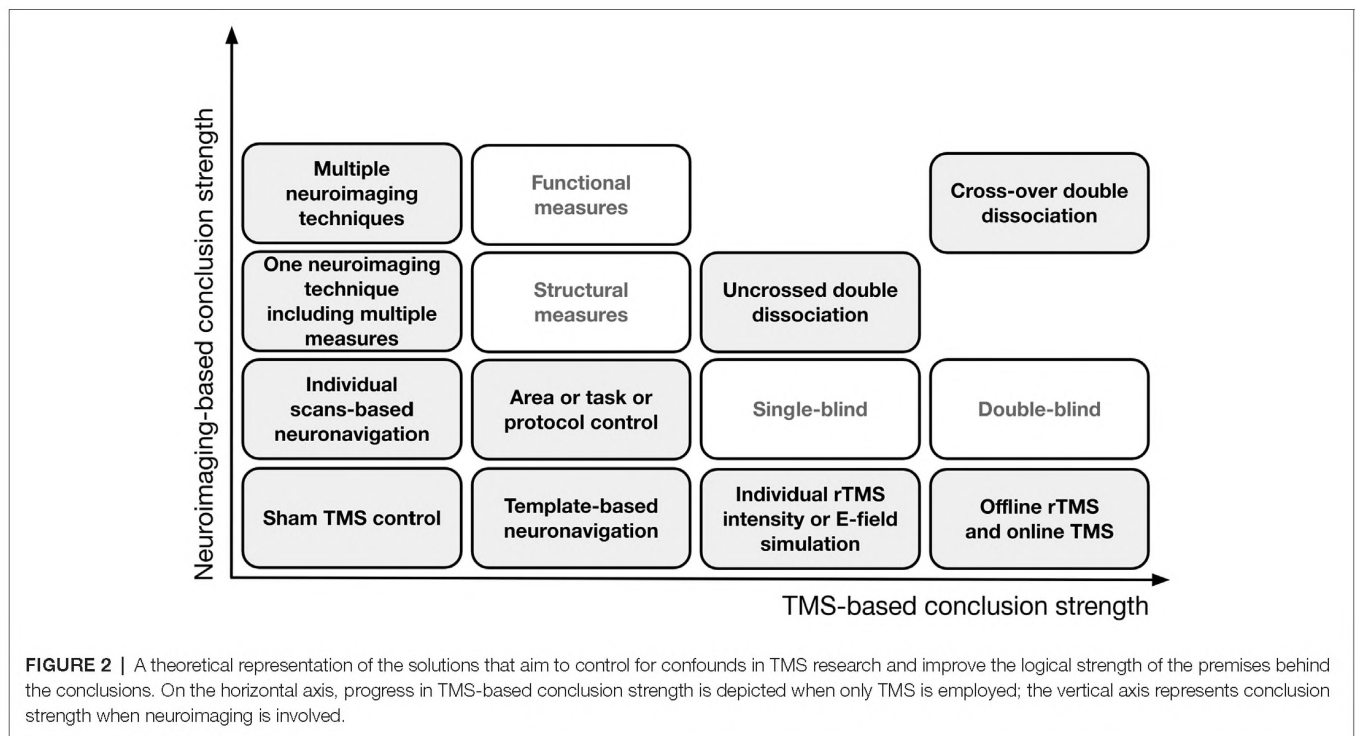 Neuroimaging-based conclusion strength
Multiple
neuroimaging
techniques
Functional
measures
Cross-over double
dissociation
One neuroimaging
technique
including multiple
measures
Structural
measures
Uncrossed double
dissociation
Individual
scans-based
neuronavigation
Area or task or
protocol control
Single-blind
Double-blind
Sham TMS control
Template-based
neuronavigation
Individual rTMS
intensity or E-field
simulation
Offline rTMS
and online TMS
TMS-based conclusion strength
FIGURE 2 | A theoretical representation of the solutions that aim to control for confounds in TMS research and improve the logical strength of the premises behind
the conclusions. On the horizontal axis, progress in TMS-based conclusion strength is depicted when only TMS is employed; the vertical axis represents conclusion
strength when neuroimaging is involved.